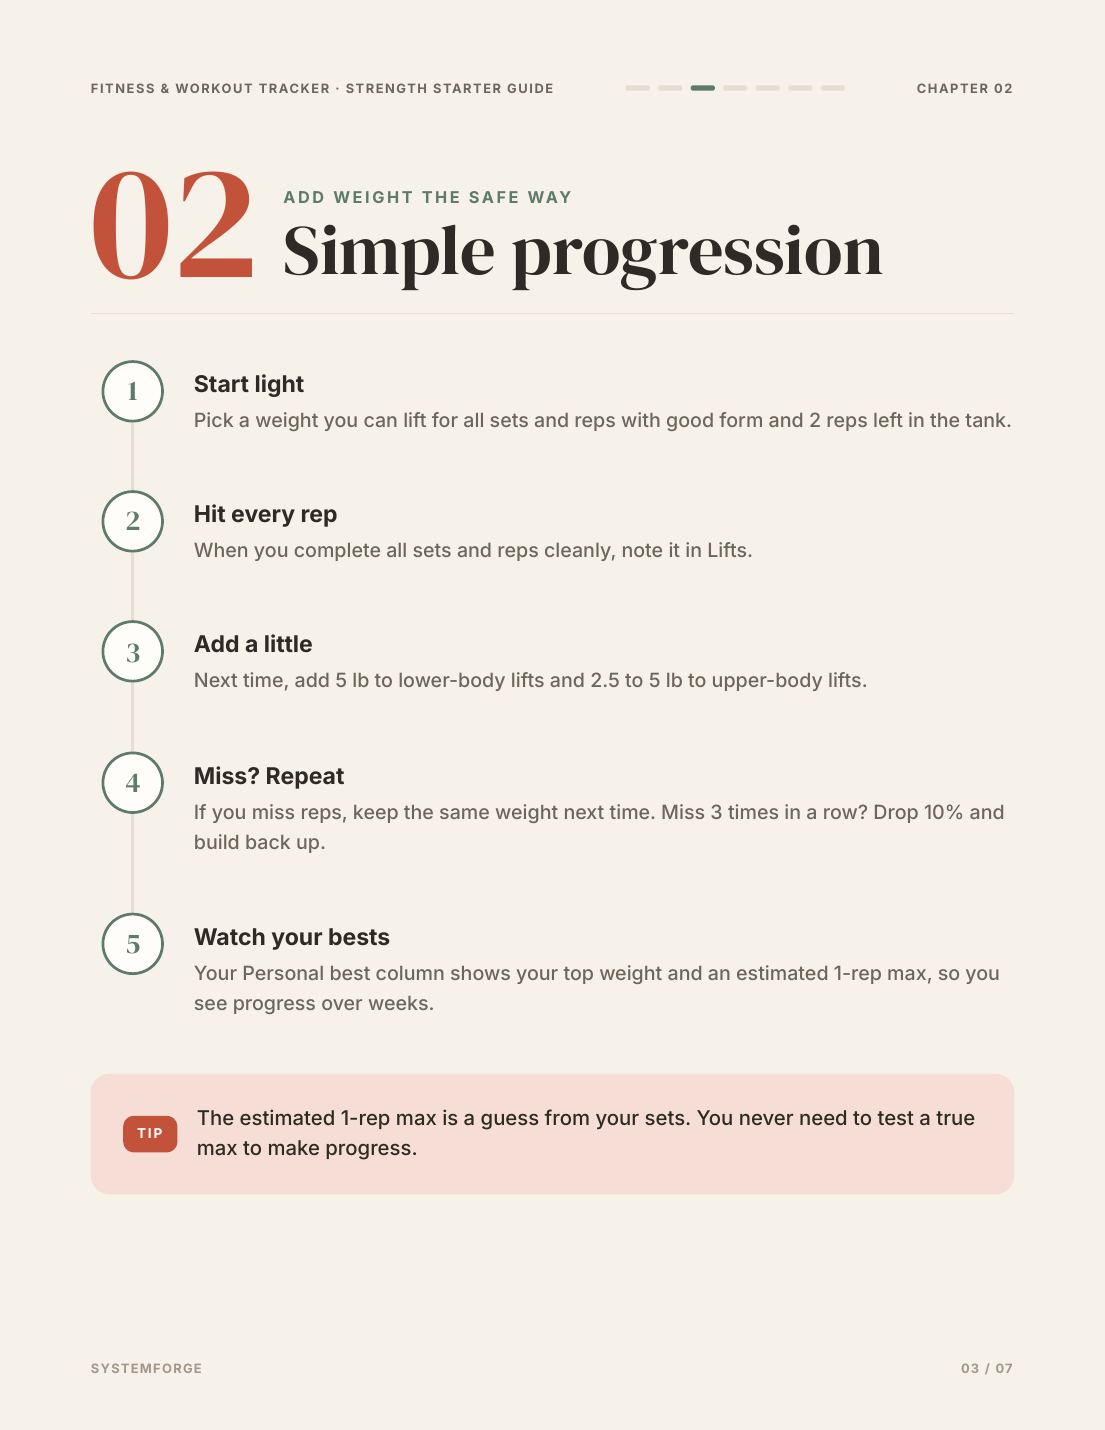 FITNESS & WORKOUT TRACKER · STRENGTH STARTER GUIDE
CHAPTER 02
02
ADD WEIGHT THE SAFE WAY
Simple progression
1
Start light
Pick a weight you can lift for all sets and reps with good form and 2 reps left in the tank.
2
Hit every rep
When you complete all sets and reps cleanly, note it in Lifts.
3
Add a little
Next time, add 5 lb to lower-body lifts and 2.5 to 5 lb to upper-body lifts.
4
Miss? Repeat
If you miss reps, keep the same weight next time. Miss 3 times in a row? Drop 10% and
build back up.
5
Watch your bests
Your Personal best column shows your top weight and an estimated 1-rep max, so you
see progress over weeks.
TIP
The estimated 1-rep max is a guess from your sets. You never need to test a true
max to make progress.
SYSTEMFORGE
03 / 07